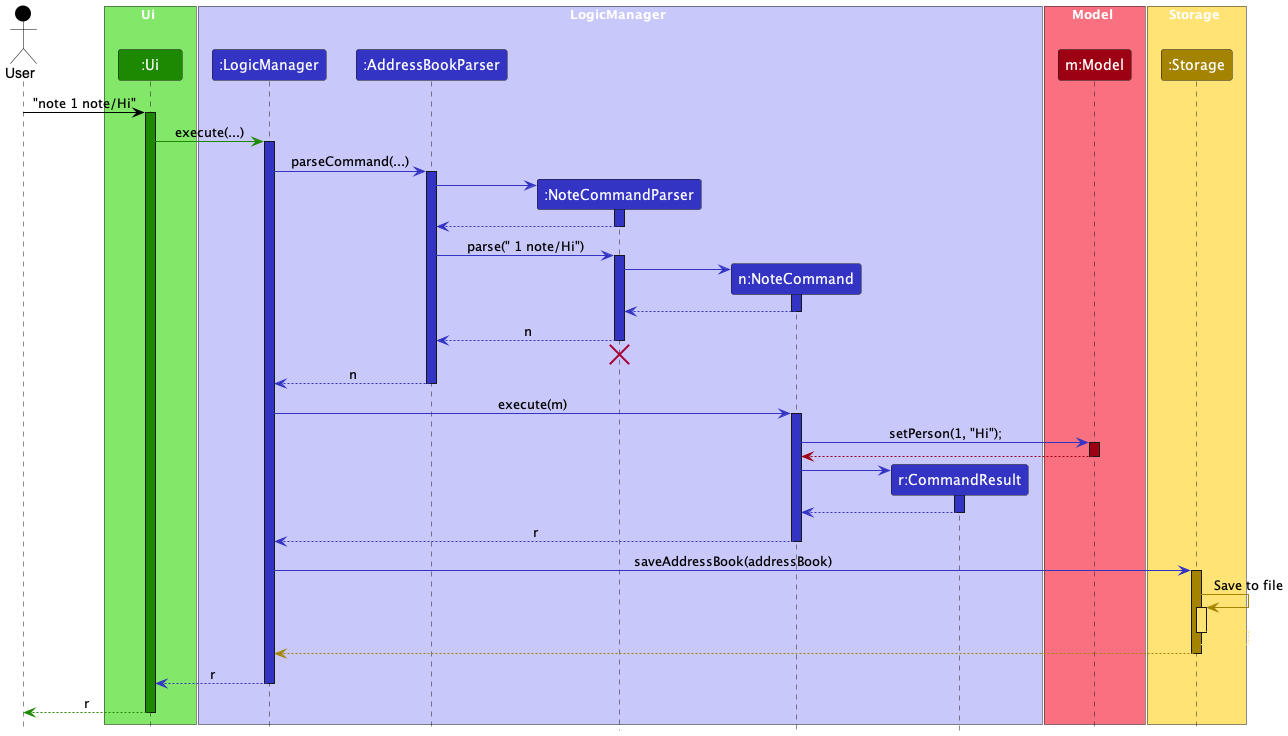 Ui
LogicManager
Model
Storage
:Ui
:LogicManager
:AddressBookParser
m:Model
:Storage
User
"note 1 note/Hi"
execute(...)
parseCommand(...)
:NoteCommandParser
parse(" 1 note/Hi")
n:NoteCommand
n
n
execute(m)
setPerson(1, "Hi");
r:CommandResult
r
saveAddressBook(addressBook)
Save to file
r
r